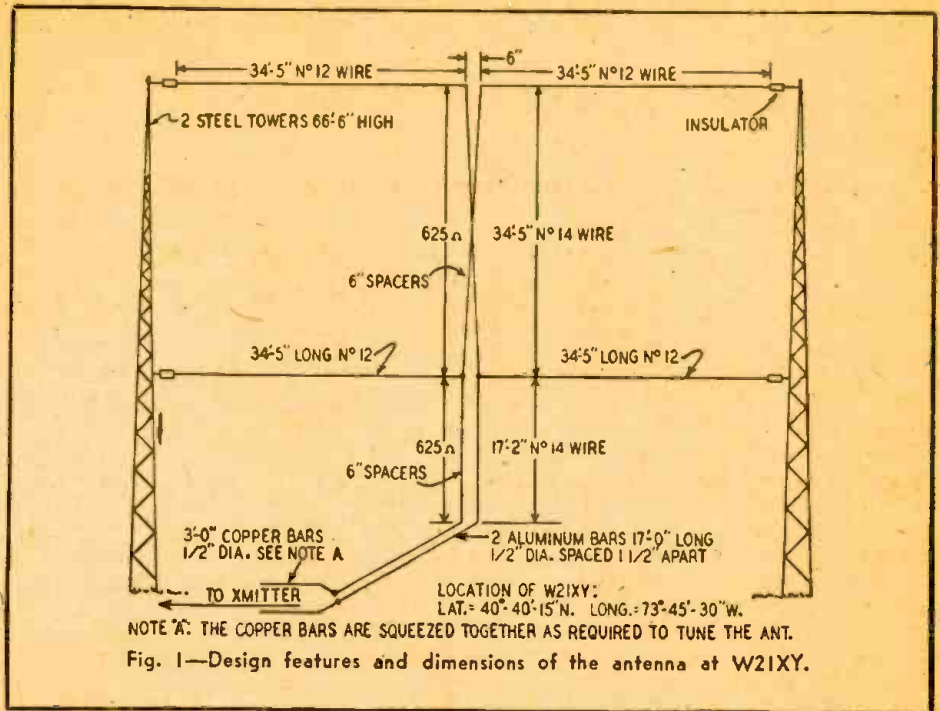 6"
34'-5" Nº 12 WIRE
34'-5" Nº 12 WIRE
2 STEEL TOWERS 66'-6" HIGH
INSULATOR
625 Ω
34'-5" Nº 14 WIRE
6" SPACERS
34'-5" LONG Nº 12
34'-5" LONG Nº 12
625 Ω
17'-2" Nº 14 WIRE
6" SPACERS
3'-0" COPPER BARS
1/2" DIA. SEE NOTE A
2 ALUMINUM BARS 17'-0" LONG
1/2" DIA. SPACED 1 1/2" APART
TO XMITTER
LOCATION OF W2IXY:
LAT.= 40°-40'-15"N. LONG.= 73°-45'-30"W.
NOTE "A": THE COPPER BARS ARE SQUEEZED TOGETHER AS REQUIRED TO TUNE THE ANT.
Fig. 1—Design features and dimensions of the antenna at W2IXY.